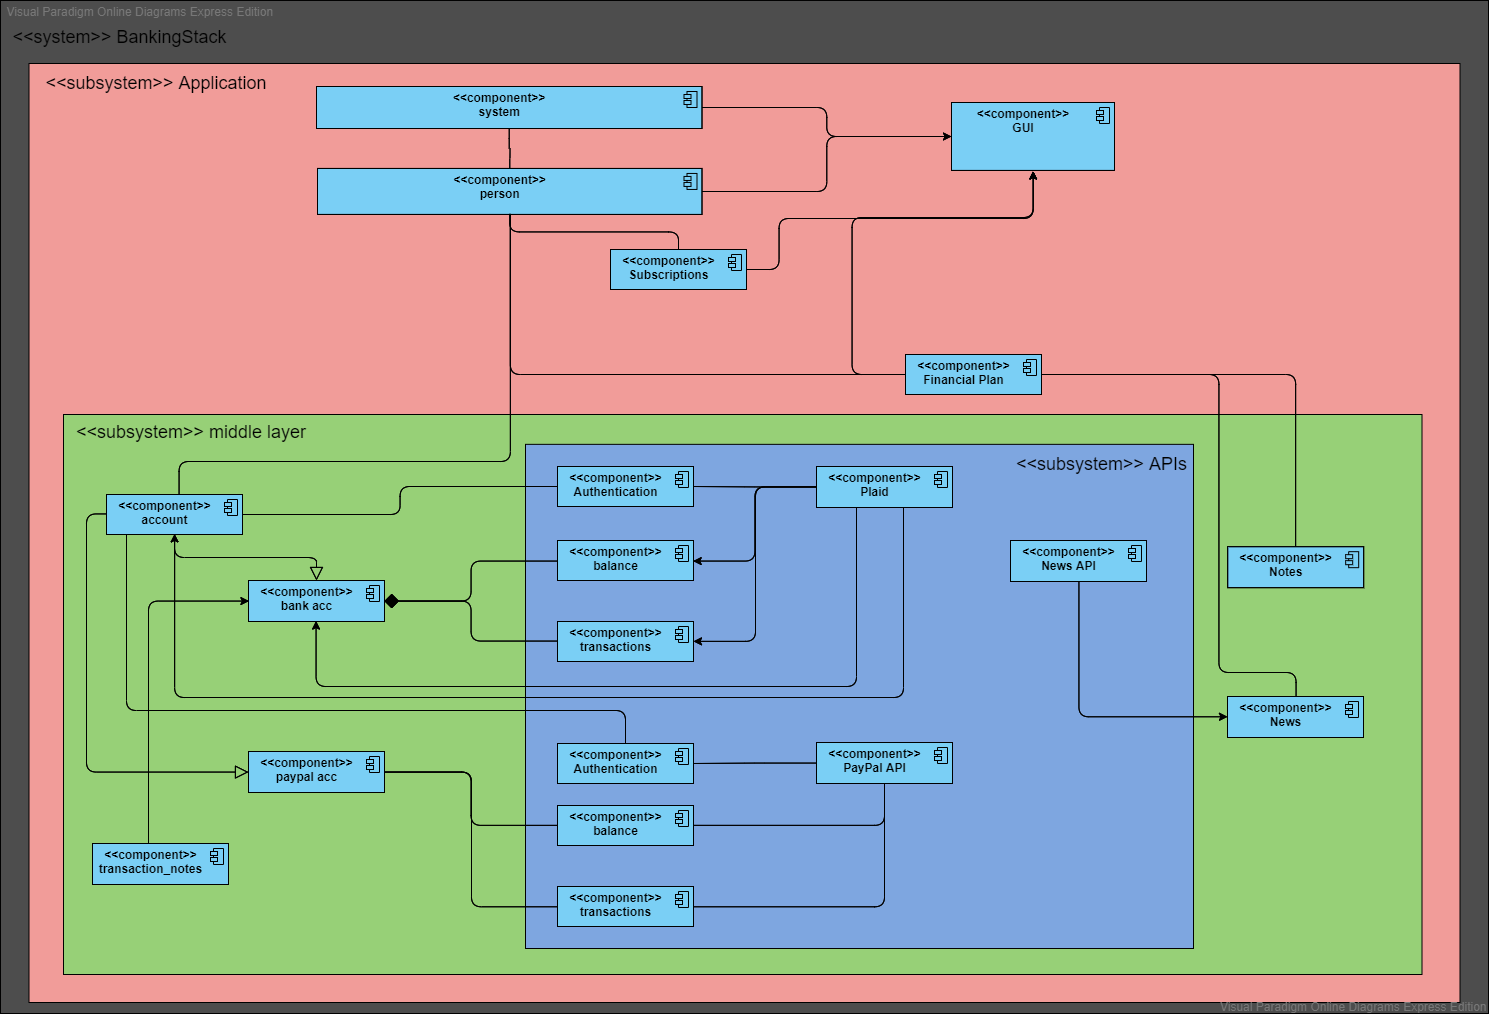 Visual Paradigm Online Diagrams Express Edition
<<system>> BankingStack
<<subsystem>> Application
<<component>>
system
<<component>>
GUI
<<component>>
person
<<component>>
Subscriptions
<<component>>
Financial Plan
<<subsystem>> middle layer
<<subsystem>> APIs
<<component>>
Authentication
<<component>>
Plaid
<<component>>
account
<<component>>
balance
<<component>>
News API
<<component>>
Notes
<<component>>
bank acc
<<component>>
transactions
<<component>>
News
<<component>>
Authentication
<<component>>
PayPal API
<<component>>
paypal acc
<<component>>
balance
<<component>>
transaction_notes
<<component>>
transactions
Visual Paradigm Online Diagrams Express Edition